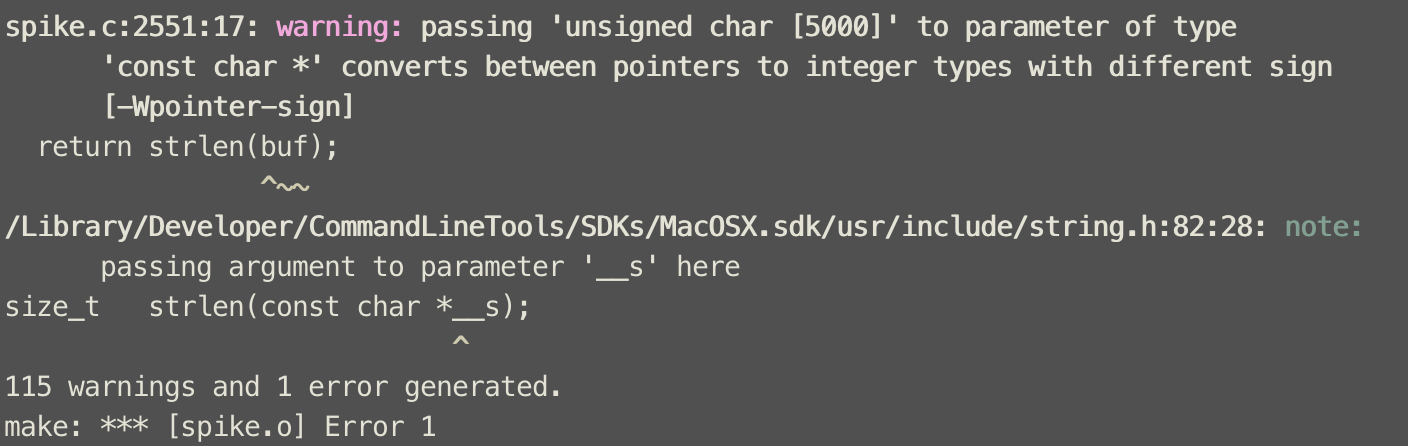 spike.c:2551:17: warning: passing 'unsigned char [5000]' to parameter of type
      'const char *' converts between pointers to integer types with different sign
      [-Wpointer-sign]
  return strlen(buf);
                ^~~
/Library/Developer/CommandLineTools/SDKs/MacOSX.sdk/usr/include/string.h:82:28: note:
      passing argument to parameter '__s' here
size_t   strlen(const char *__s);
                            ^
115 warnings and 1 error generated.
make: *** [spike.o] Error 1